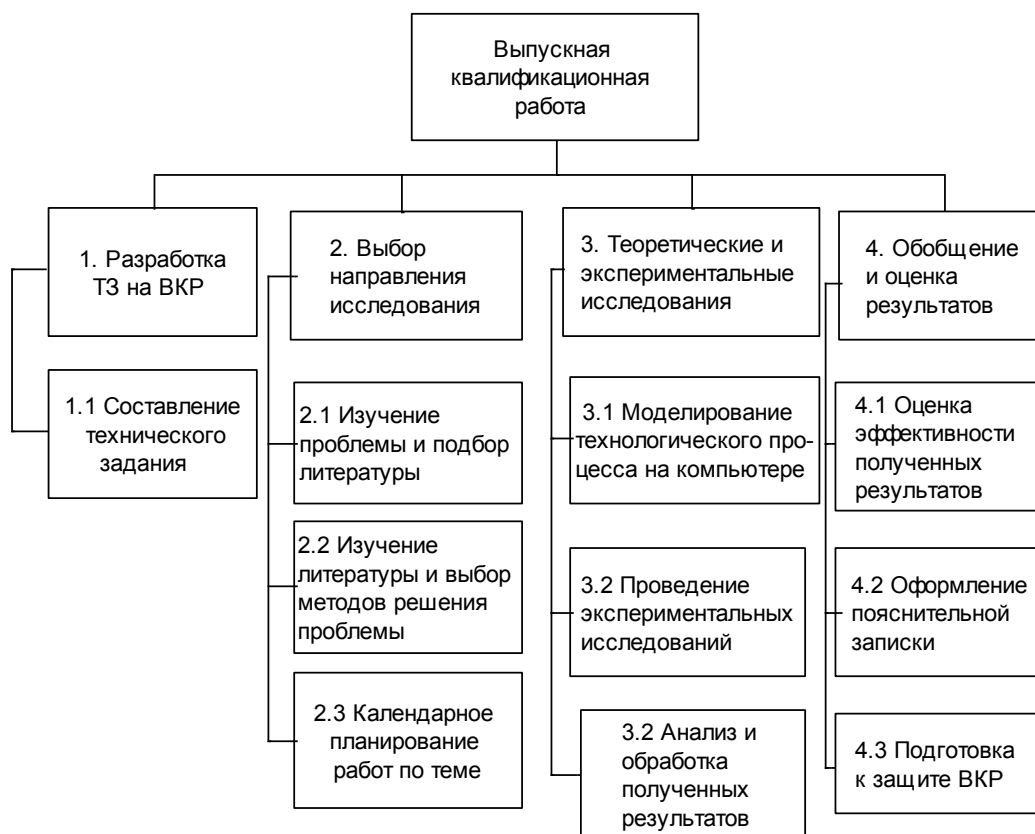 Выпускная
квалификационная
работа
1. Разработка
ТЗ на ВКР
1.1 Составление
технического
задания
2. Выбор
направления
исследования
2.1 Изучение
проблемы и подбор
литературы
2.2 Изучение
литературы и выбор
методов решения
проблемы
2.3 Календарное
планирование
работ по теме
3. Теоретические и
экспериментальные
исследования
3.1 Моделирование
технологического про-
цесса на компьютере
3.2 Проведение
экспериментальных
исследований
3.2 Анализ и
обработка
полученных
результатов
4. Обобщение
и оценка
результатов
4.1 Оценка
эффективности
полученных
результатов
4.2 Оформление
пояснительной
записки
4.3 Подготовка
к защите ВКР